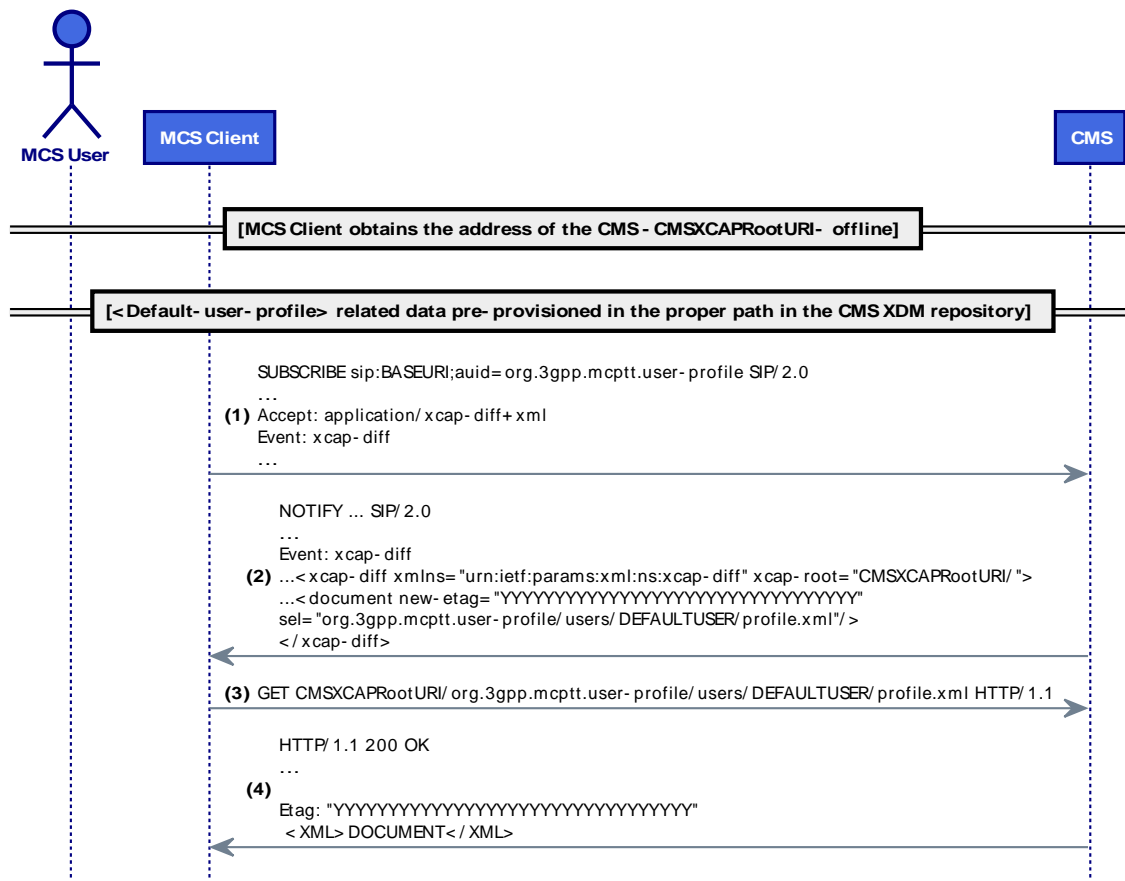 MCS User
MCS Client
CMS
[MCS Client obtains the address of the CMS - CMSXCAPRootURI- offline]
[<Default-user-profile> related data pre-provisioned in the proper path in the CMS XDM repository]
SUBSCRIBE sip:BASEURI;auid=org.3gpp.mcptt.user-profile SIP/2.0
...
(1) Accept: application/xcap-diff+xml
Event: xcap-diff
...
NOTIFY ... SIP/2.0
...
Event: xcap-diff
(2) ...<xcap-diff xmlns="urn:ietf:params:xml:ns:xcap-diff" xcap-root="CMSXCAPRootURI/">
...<document new-etag="YYYYYYYYYYYYYYYYYYYYYYYYYYYYYYYYY"
sel="org.3gpp.mcptt.user-profile/users/DEFAULTUSER/profile.xml"/>
</xcap-diff>
(3) GET CMSXCAPRootURI/org.3gpp.mcptt.user-profile/users/DEFAULTUSER/profile.xml HTTP/1.1
HTTP/1.1 200 OK
...
(4)
Etag: "YYYYYYYYYYYYYYYYYYYYYYYYYYYYYYYYY"
<XML>DOCUMENT</XML>